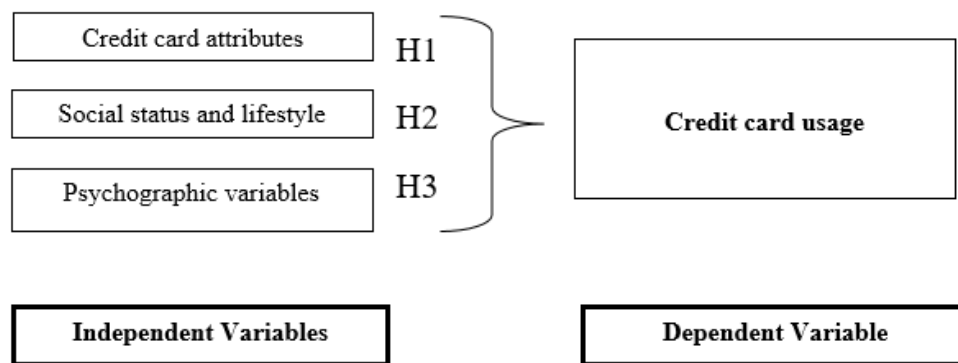 Credit card attributes
H1
Social status and lifestyle
H2
Credit card usage
Psychographic variables
H3
Independent Variables
Dependent Variable